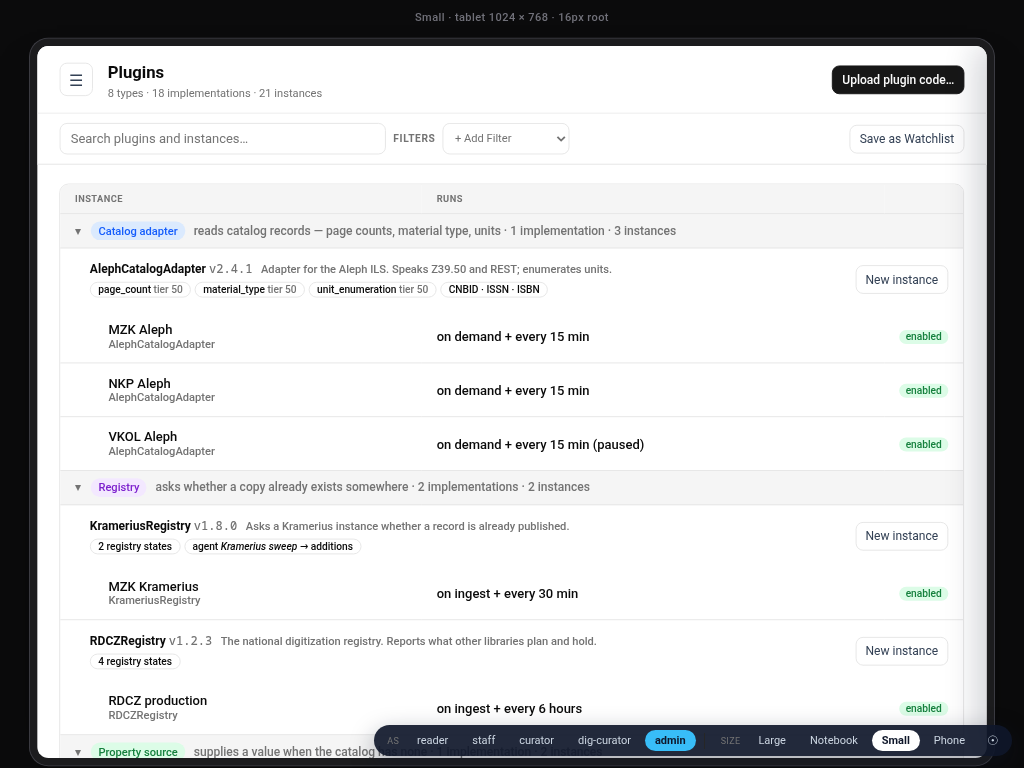 Small · tablet 1024 × 768 · 16px root
Plugins
8 types · 18 implementations · 21 instances
Upload plugin code…
Search plugins and instances…
FILTERS
+ Add Filter
Save as Watchlist
INSTANCE RUNS
Catalog adapter reads catalog records — page counts, material type, units · 1 implementation · 3 instances
AlephCatalogAdapter v2.4.1 Adapter for the Aleph ILS. Speaks Z39.50 and REST; enumerates units.
page_count tier 50 material_type tier 50 unit_enumeration tier 50 CNBID · ISSN · ISBN
New instance
MZK Aleph
AlephCatalogAdapter
on demand + every 15 min
enabled
NKP Aleph
AlephCatalogAdapter
on demand + every 15 min
enabled
VKOL Aleph
AlephCatalogAdapter
on demand + every 15 min (paused)
enabled
Registry asks whether a copy already exists somewhere · 2 implementations · 2 instances
KrameriusRegistry v1.8.0 Asks a Kramerius instance whether a record is already published.
2 registry states agent Kramerius sweep → additions
New instance
MZK Kramerius
KrameriusRegistry
on ingest + every 30 min
enabled
RDCZRegistry v1.2.3 The national digitization registry. Reports what other libraries plan and hold.
4 registry states
New instance
RDCZ production
RDCZRegistry
on ingest + every 6 hours
enabled
Property source supplies a value when the catalog has none · 1 implementation · 2 instances
AS reader staff curator dig-curator admin SIZE Large Notebook Small Phone